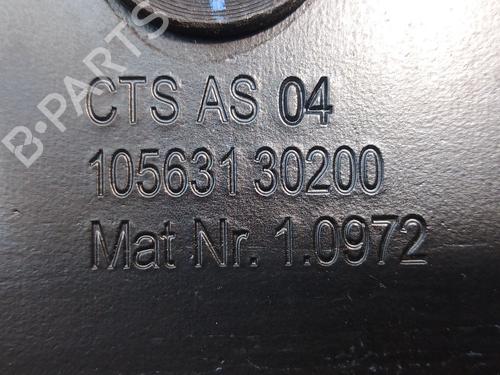 B-PARTS
CTS AS 04
105631 30200
Mat Nr. 1.0972